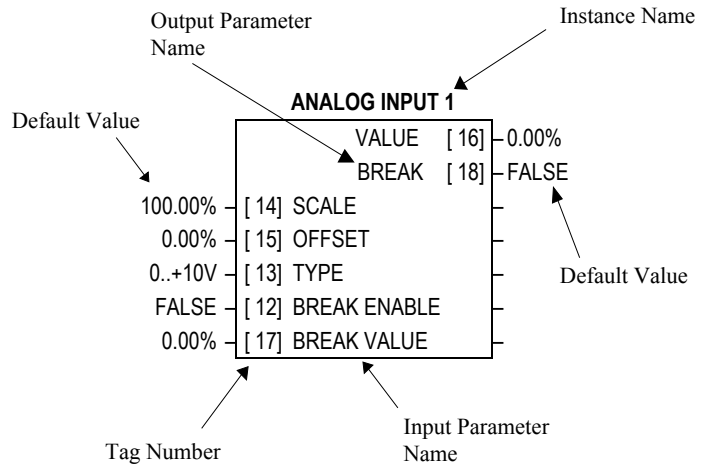 Output Parameter
Name
Instance Name
ANALOG INPUT 1
Default Value
VALUE [ 16] 0.00%
BREAK [ 18] FALSE
100.00% [ 14] SCALE
0.00% [ 15] OFFSET
0..+10V [ 13] TYPE
FALSE [ 12] BREAK ENABLE
0.00% [ 17] BREAK VALUE
Default Value
Tag Number
Input Parameter
Name